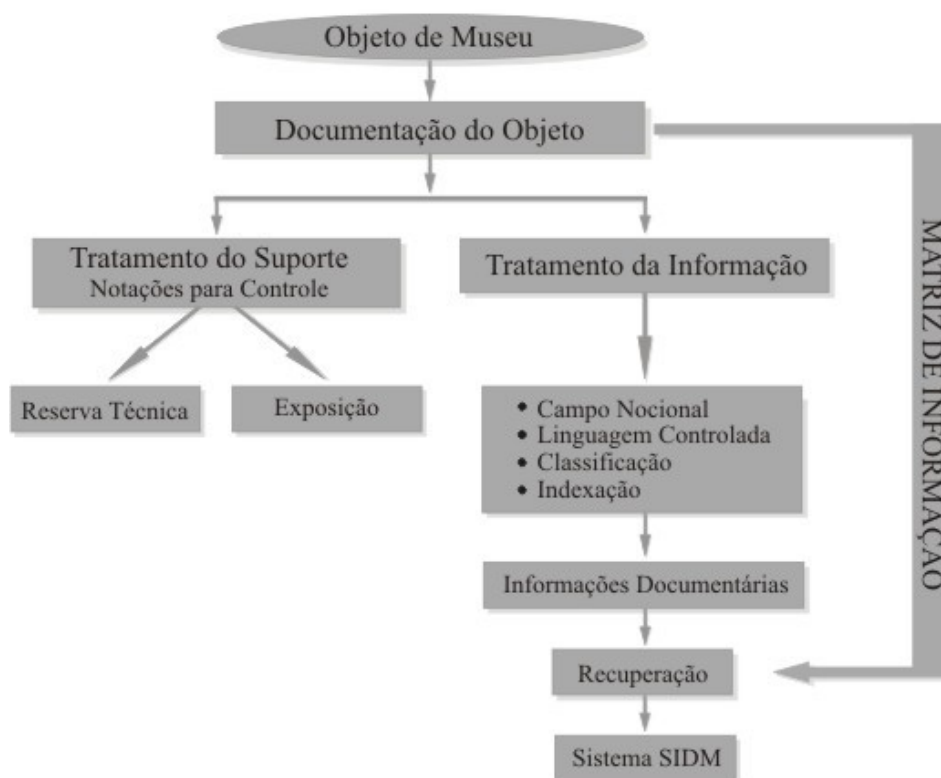 Objeto de Museu
Documentação do Objeto
Tratamento do Suporte
Notações para Controle
Tratamento da Informação
Reserva Técnica
Exposição
• Campo Nocional
• Linguagem Controlada
• Classificação
• Indexação
Informações Documentárias
Recuperação
Sistema SIDM
MATRIZ DE INFORMAÇÃO